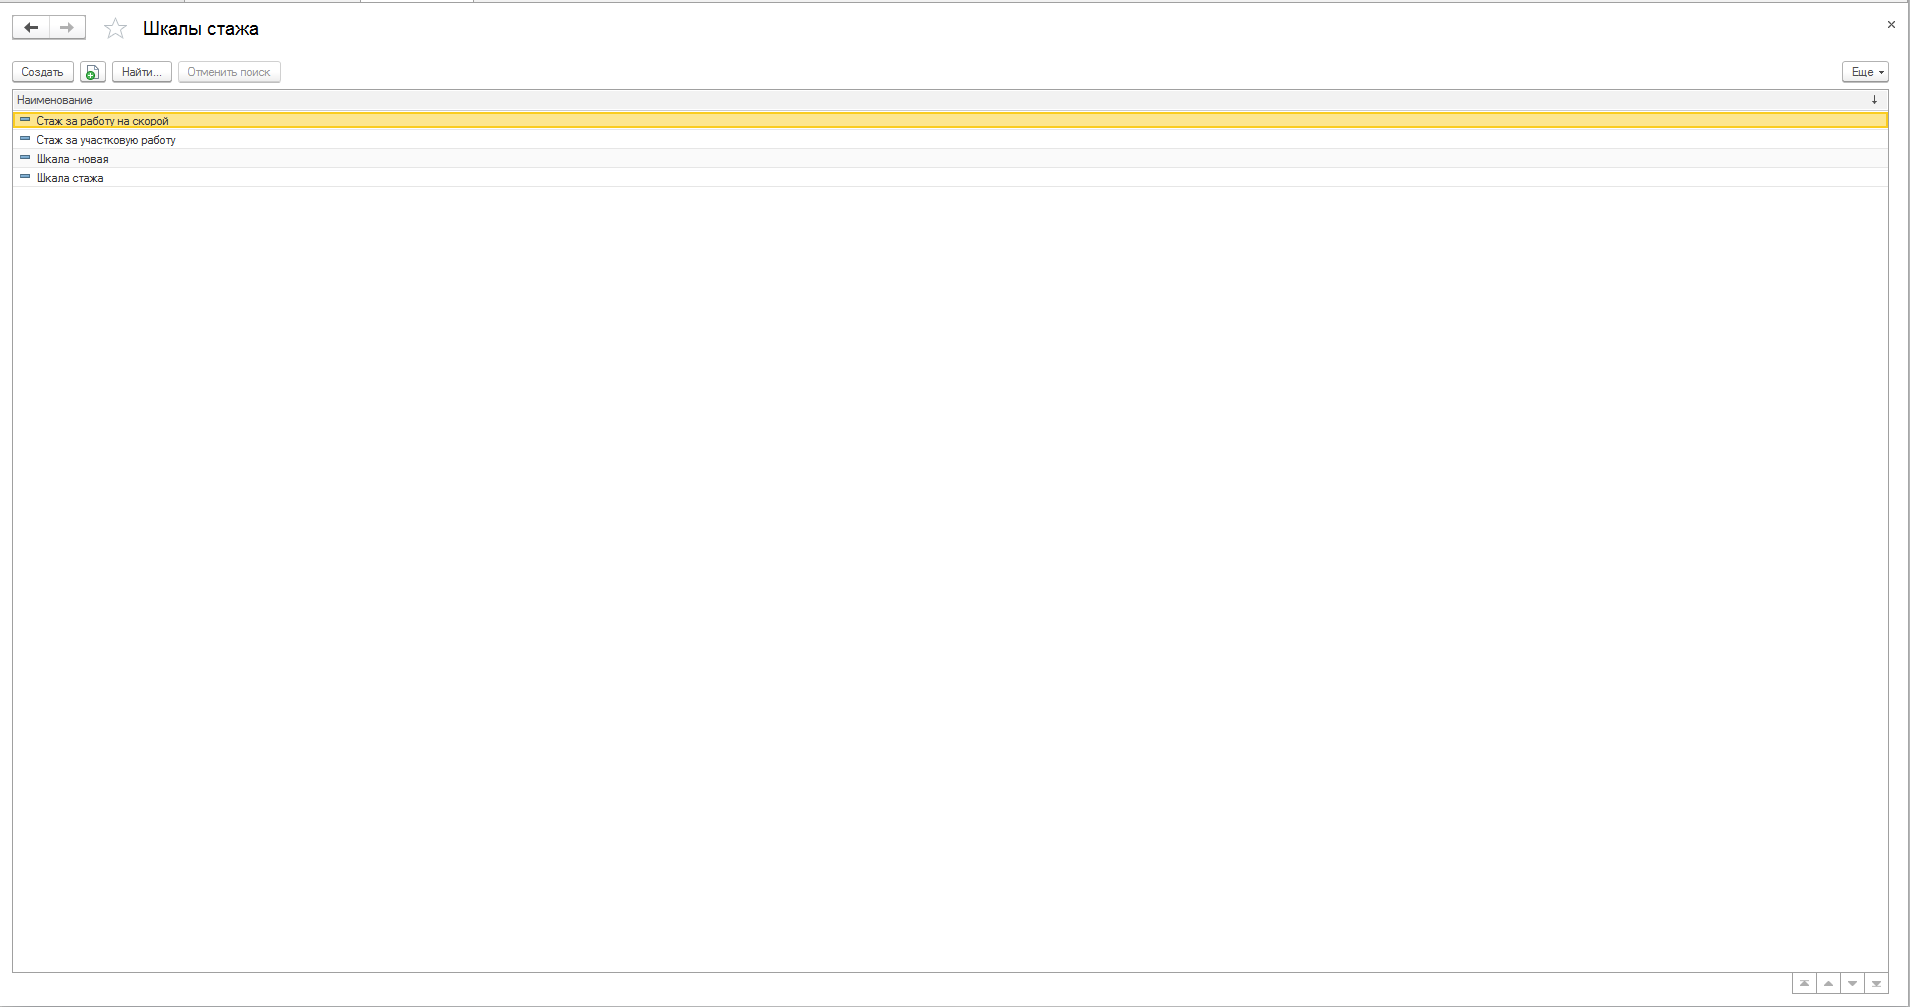 Шкалы стажа
Создать Найти... Отменить поиск Еще
Наименование
Стаж за работу на скорой
Стаж за участковую работу
Шкала - новая
Шкала стажа